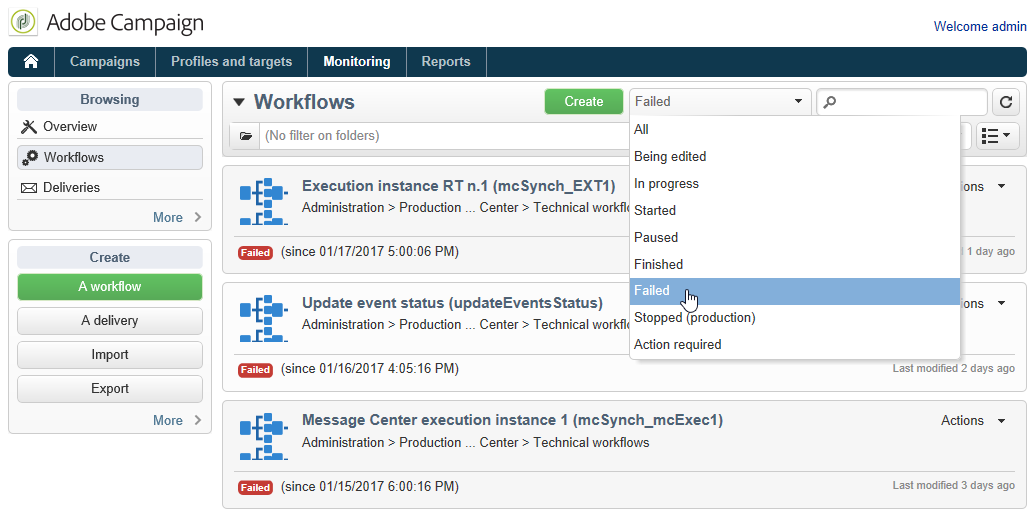 Adobe Campaign
Welcome admin
Campaigns Profiles and targets Monitoring Reports
Browsing
Overview
Workflows
Deliveries
More
Create
A workflow
A delivery
Import
Export
More
Workflows Create Failed
(No filter on folders)
All
Being edited
In progress
Started
Paused
Finished
Failed
Stopped (production)
Action required
Execution instance RT n.1 (mcSynch_EXT1)
Administration > Production ... Center > Technical workfl
Failed (since 01/17/2017 5:00:06 PM) 1 day ago
Update event status (updateEventsStatus)
Administration > Production ... Center > Technical workfl
Failed (since 01/16/2017 4:05:16 PM) Last modified 2 days ago
Message Center execution instance 1 (mcSynch_mcExec1) Actions
Administration > Production ... Center > Technical workflows
Failed (since 01/15/2017 6:00:16 PM) Last modified 3 days ago